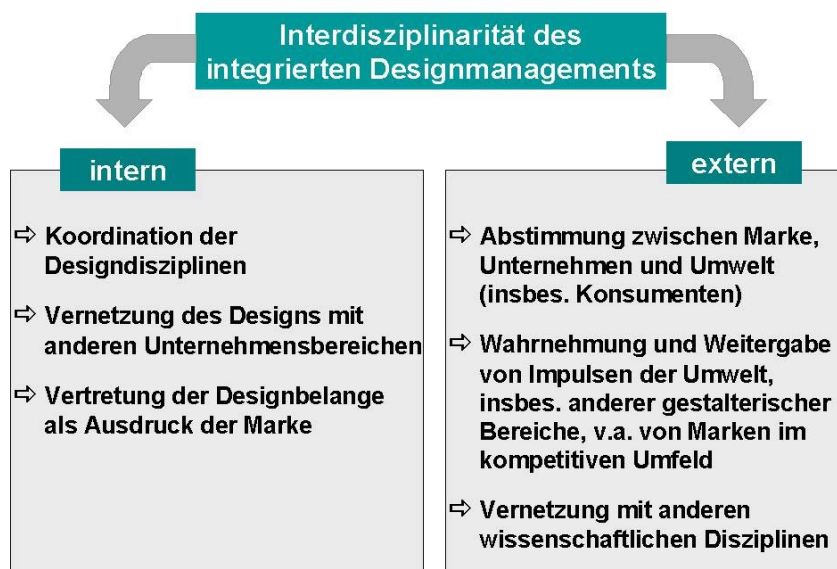 Interdisziplinarität des
integrierten Designmanagements
intern
⇨ Koordination der
Designdisziplinen
⇨ Vernetzung des Designs mit
anderen Unternehmensbereichen
⇨ Vertretung der Designbelange
als Ausdruck der Marke
extern
⇨ Abstimmung zwischen Marke,
Unternehmen und Umwelt
(insbes. Konsumenten)
⇨ Wahrnehmung und Weitergabe
von Impulsen der Umwelt,
insbes. anderer gestalterischer
Bereiche, v.a. von Marken im
kompetitiven Umfeld
⇨ Vernetzung mit anderen
wissenschaftlichen Disziplinen